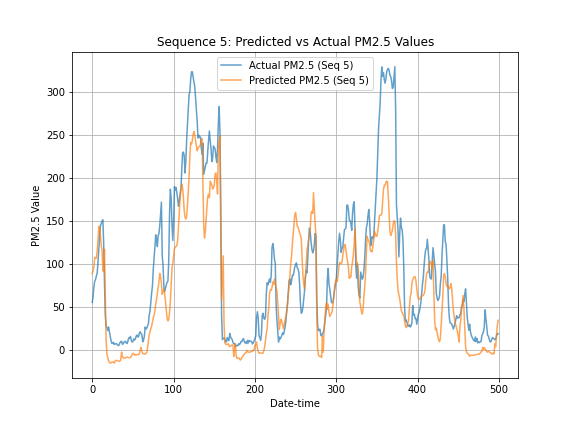 Sequence 5: Predicted vs Actual PM2.5 Values
Actual PM2.5 (Seq 5)
Predicted PM2.5 (Seq 5)
300
250
200
150
100
50
0
PM2.5 Value
0 100 200 300 400 500
Date-time